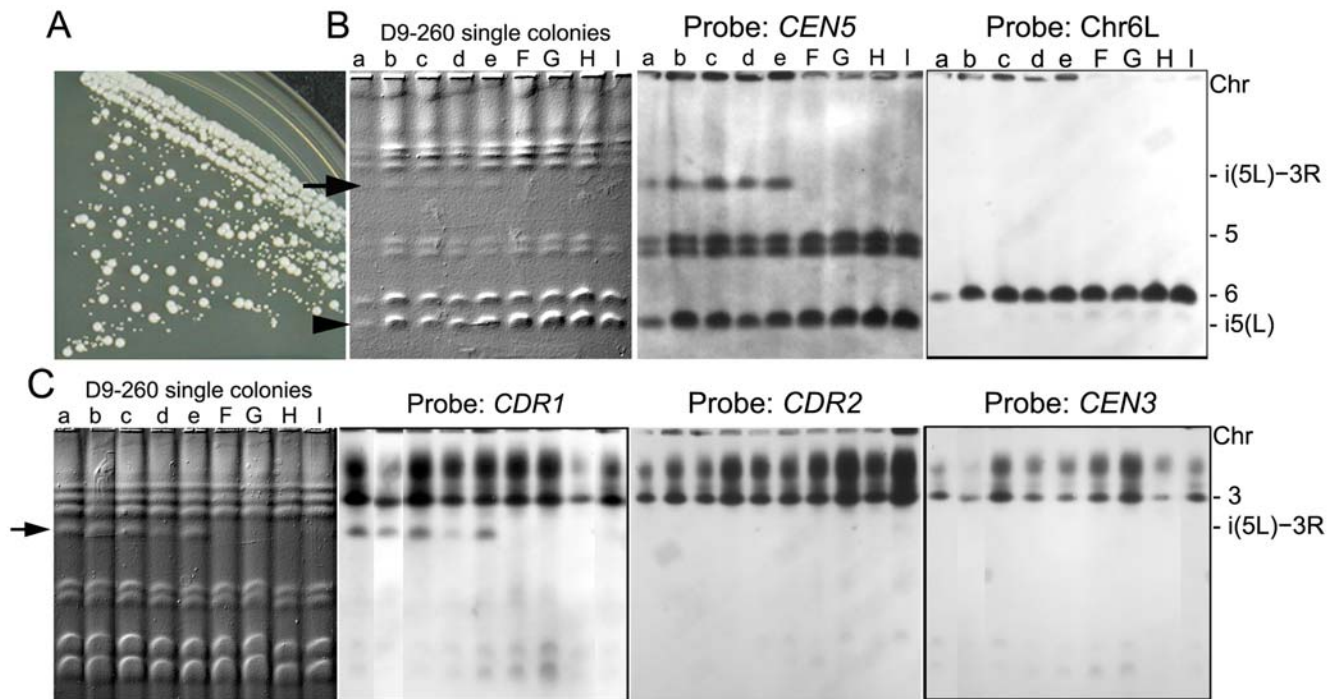 A
B
D9-260 single colonies
a b c d e F G H I
Probe: CEN5
a b c d e F G H I
Probe: Chr6L
a b c d e F G H I
Chr
- i(5L)−3R
- 5
- 6
- i5(L)
C
D9-260 single colonies
a b c d e F G H I
Probe: CDR1
Probe: CDR2
Probe: CEN3
Chr
- 3
- i(5L)−3R